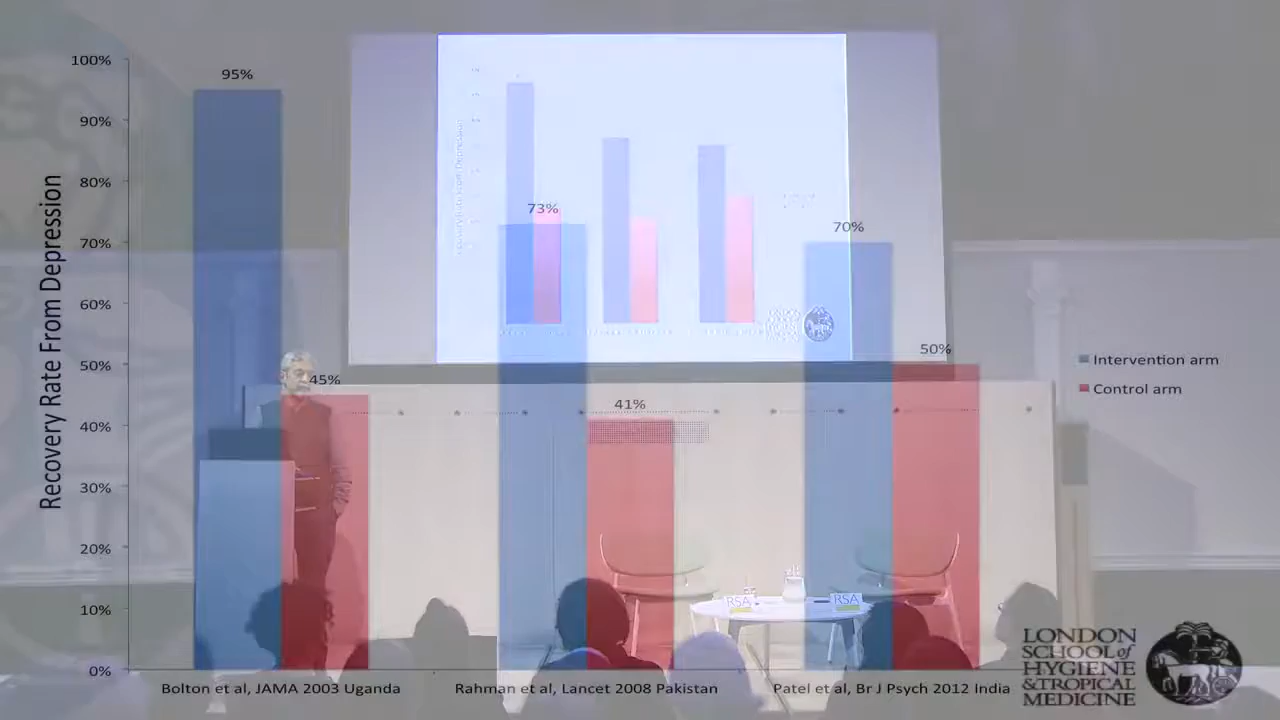 100%
90%
80%
70%
60%
50%
40%
30%
20%
10%
0%
Recovery Rate From Depression
95%
45%
73%
41%
70%
50%
Intervention arm
Control arm
Bolton et al, JAMA 2003 Uganda
Rahman et al, Lancet 2008 Pakistan
Patel et al, Br J Psych 2012 India
RSA
RSA
LONDON
SCHOOL of
HYGIENE
& TROPICAL
MEDICINE